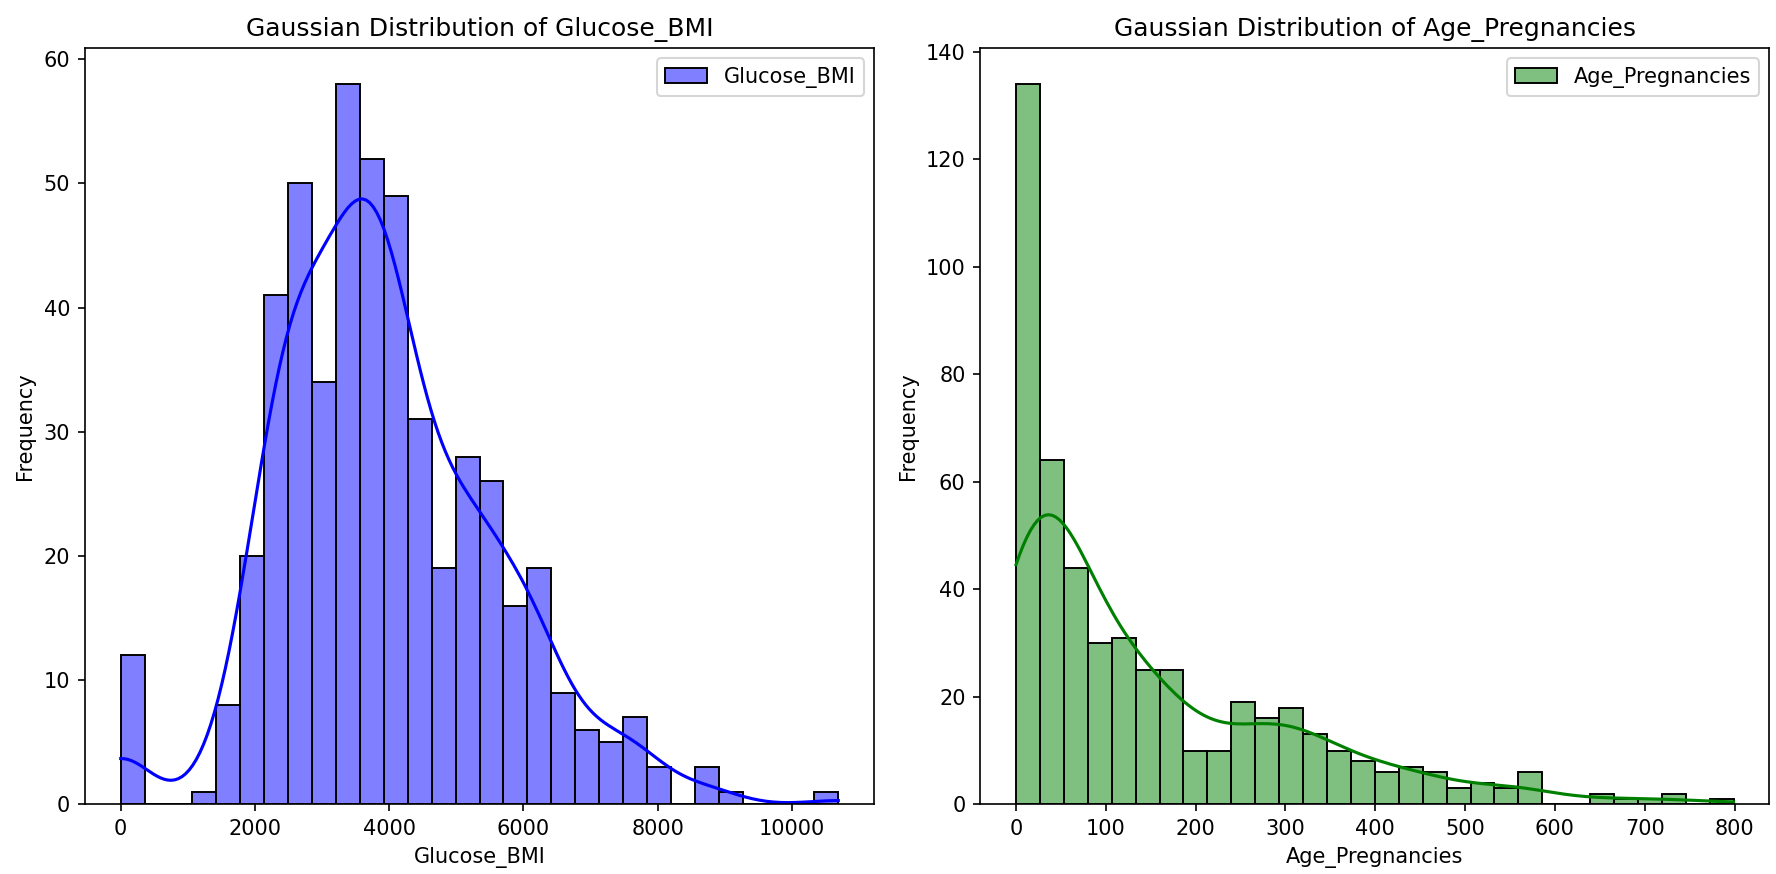 Gaussian Distribution of Glucose_BMI
Glucose_BMI
60
50
40
30
20
10
0
Frequency
0 2000 4000 6000 8000 10000
Glucose_BMI
Gaussian Distribution of Age_Pregnancies
Age_Pregnancies
140
120
100
80
60
40
20
0
Frequency
0 100 200 300 400 500 600 700 800
Age_Pregnancies